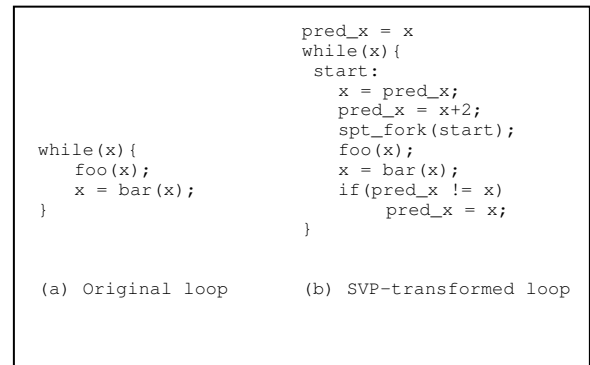 while(x){
foo(x);
x = bar(x);
}
(a) Original loop
pred_x = x
while(x){
start:
x = pred_x;
pred_x = x+2;
spt_fork(start);
foo(x);
x = bar(x);
if(pred_x != x)
pred_x = x;
}
(b) SVP-transformed loop